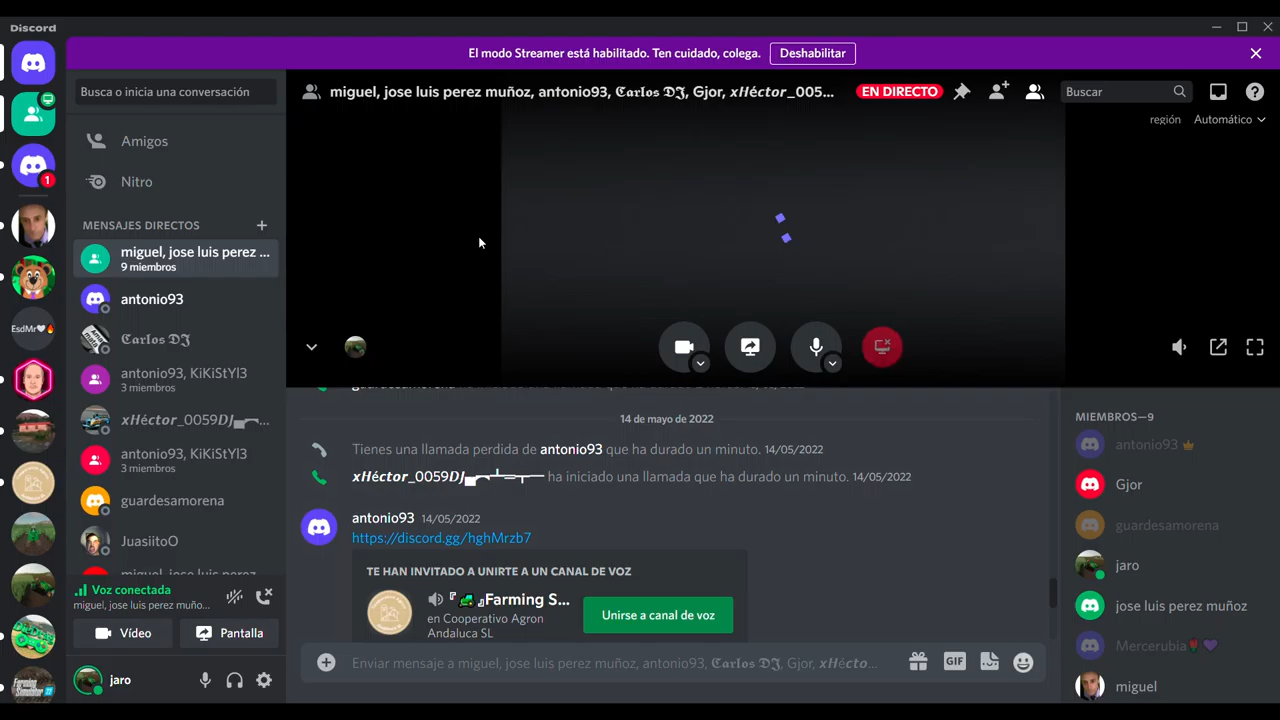 Discord
El modo Streamer está habilitado. Ten cuidado, colega. Deshabilitar
Busca o inicia una conversación
miguel, jose luis perez muñoz, antonio93, 𝕮𝖆𝖗𝖑𝖔𝖘 𝕯𝕵, Gjor, xHéctor_005...
EN DIRECTO
Buscar
región Automático
Amigos
Nitro
1
MENSAJES DIRECTOS
miguel, jose luis perez ...
9 miembros
antonio93
𝕮𝖆𝖗𝖑𝖔𝖘 𝕯𝕵
antonio93, KiKiStYl3
3 miembros
xHéctor_0059DJ▄︻┳...
antonio93, KiKiStYl3
3 miembros
guardesamorena
JuasiitoO
EsdMr🤍🔥
Voz conectada
miguel, jose luis perez muño...
Vídeo
Pantalla
jaro
14 de mayo de 2022
Tienes una llamada perdida de antonio93 que ha durado un minuto. 14/05/2022
xHéctor_0059DJ▄︻┻═┳一 ha iniciado una llamada que ha durado un minuto. 14/05/2022
antonio93 14/05/2022
https://discord.gg/hghMrzb7
TE HAN INVITADO A UNIRTE A UN CANAL DE VOZ
『🚜』Farming S...
en Cooperativo Agron
Andaluca SL
Unirse a canal de voz
Enviar mensaje a miguel, jose luis perez muñoz, antonio93, 𝕮𝖆𝖗𝖑𝖔𝖘 𝕯𝕵, Gjor, xHécto...
GIF
MIEMBROS—9
antonio93
Gjor
guardesamorena
jaro
jose luis perez muñoz
Mercerubia🌹💜
miguel